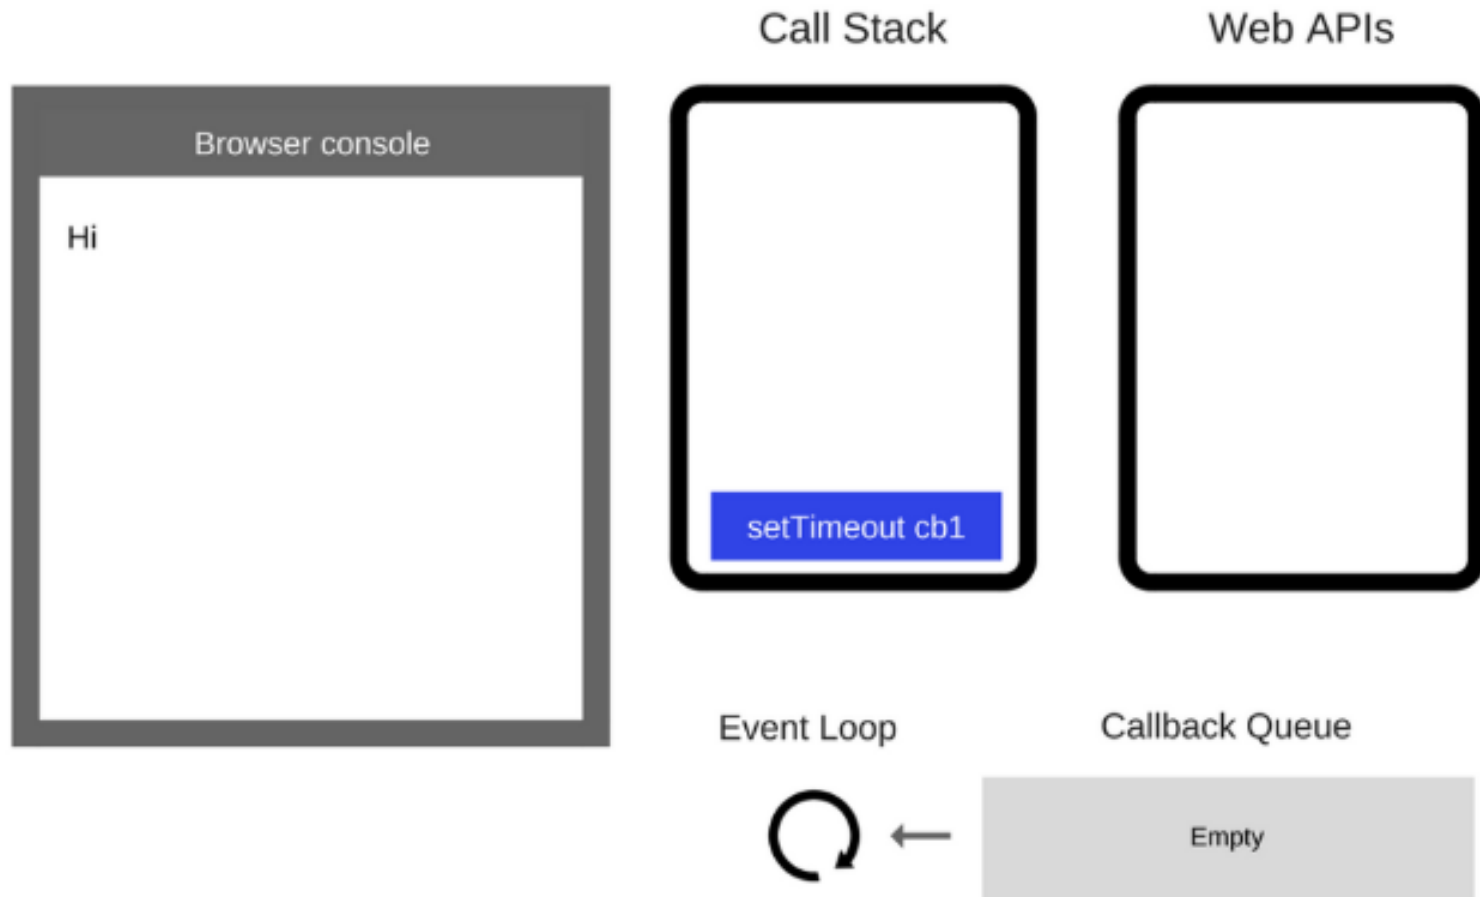 Call Stack
Web APIs
Browser console
Hi
setTimeout cb1
Event Loop
Callback Queue
Empty